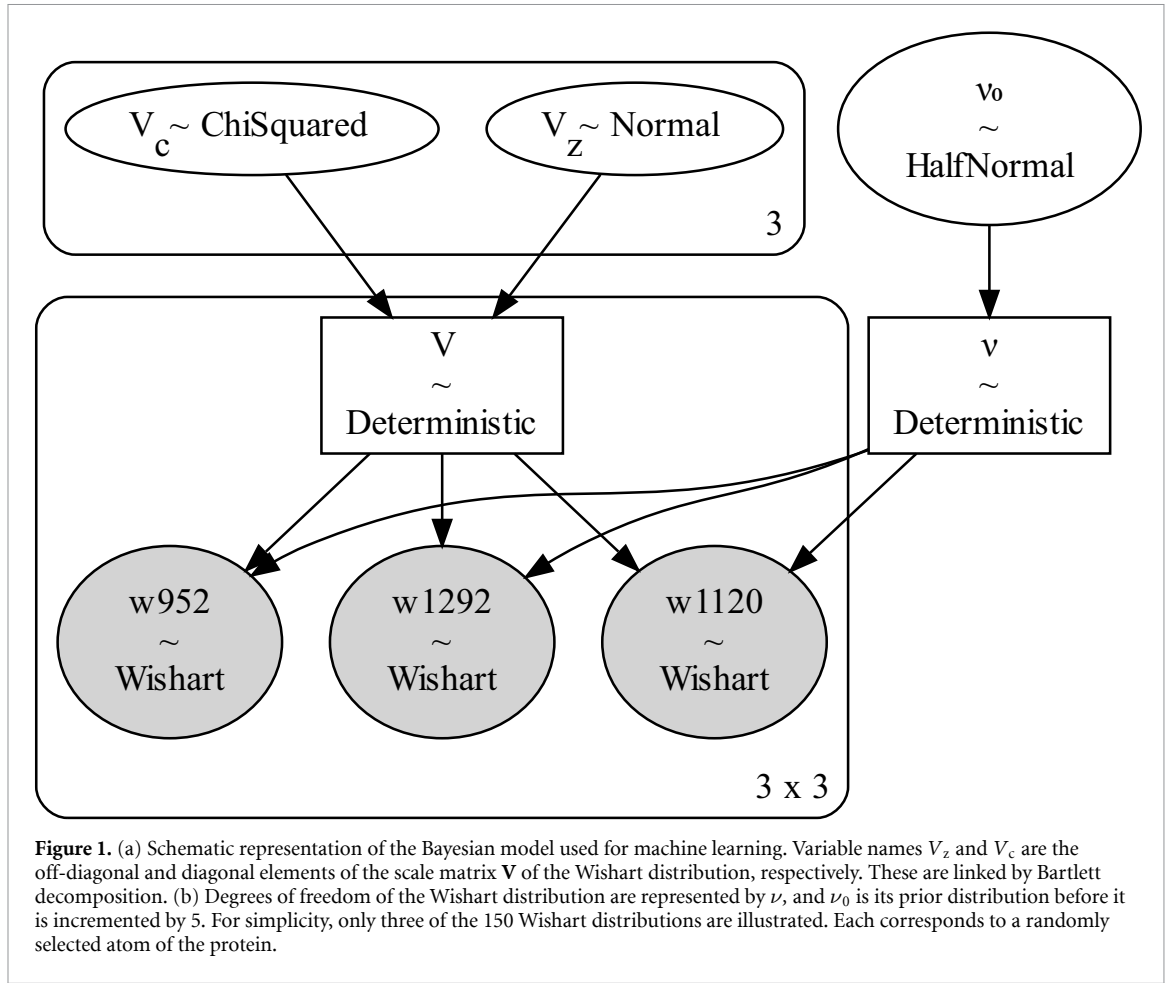 V_c ~ ChiSquared
V_z ~ Normal
3
ν₀
~
HalfNormal
V
~
Deterministic
ν
~
Deterministic
w952
~
Wishart
w1292
~
Wishart
w1120
~
Wishart
3 x 3
Figure 1. (a) Schematic representation of the Bayesian model used for machine learning. Variable names V_z and V_c are the
off-diagonal and diagonal elements of the scale matrix V of the Wishart distribution, respectively. These are linked by Bartlett
decomposition. (b) Degrees of freedom of the Wishart distribution are represented by ν, and ν₀ is its prior distribution before it
is incremented by 5. For simplicity, only three of the 150 Wishart distributions are illustrated. Each corresponds to a randomly
selected atom of the protein.